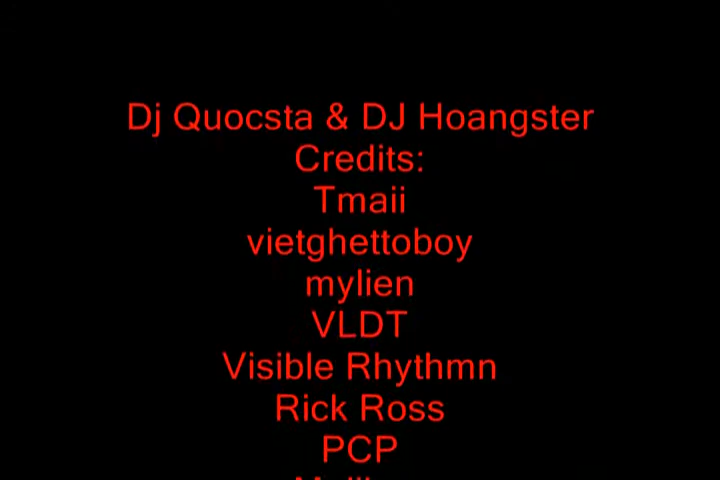 Dj Quocsta & DJ Hoangster
Credits:
Tmaii
vietghettoboy
mylien
VLDT
Visible Rhythmn
Rick Ross
PCP